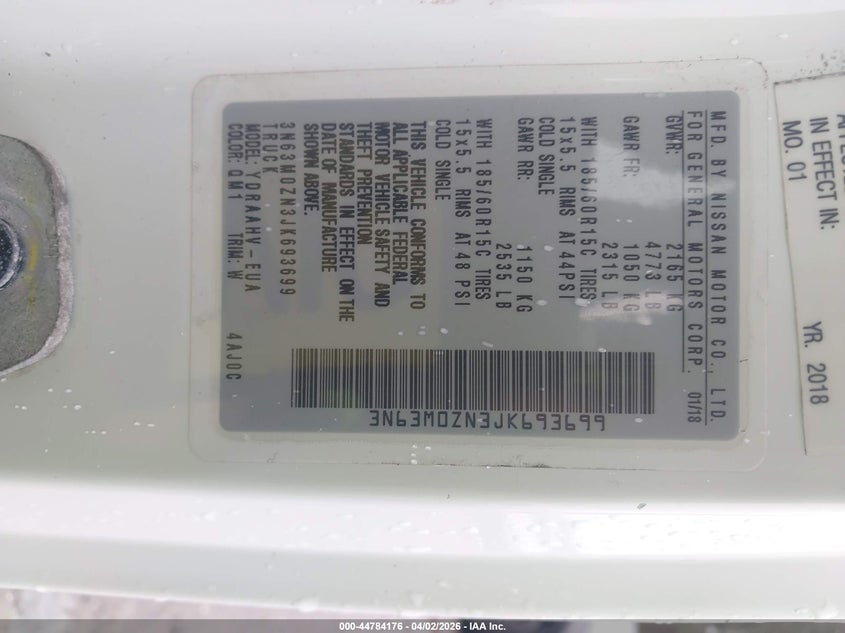 MFD. BY NISSAN MOTOR CO., LTD.
FOR GENERAL MOTORS CORP. 01/18
GVWR: 2165 KG
4773 LB
GAWR FR: 1050 KG
2315 LB
WITH 185/60R15C TIRES
15x5.5 RIMS AT 44PSI
COLD SINGLE
GAWR RR: 1150 KG
2535 LB
WITH 185/60R15C TIRES
15x5.5 RIMS AT 48 PSI
COLD SINGLE
THIS VEHICLE CONFORMS TO
ALL APPLICABLE FEDERAL
MOTOR VEHICLE SAFETY AND
THEFT PREVENTION
STANDARDS IN EFFECT ON THE
DATE OF MANUFACTURE
SHOWN ABOVE.
3N63M0ZN3JK693699
TRUCK
MODEL: YDRAAHV-EUA
COLOR: QM1 TRIM: W 4AJ0C
3N63M0ZN3JK693699
IN EFFECT IN:
MO. 01 YR. 2018
000-44784176 - 04/02/2026 - IAA Inc.